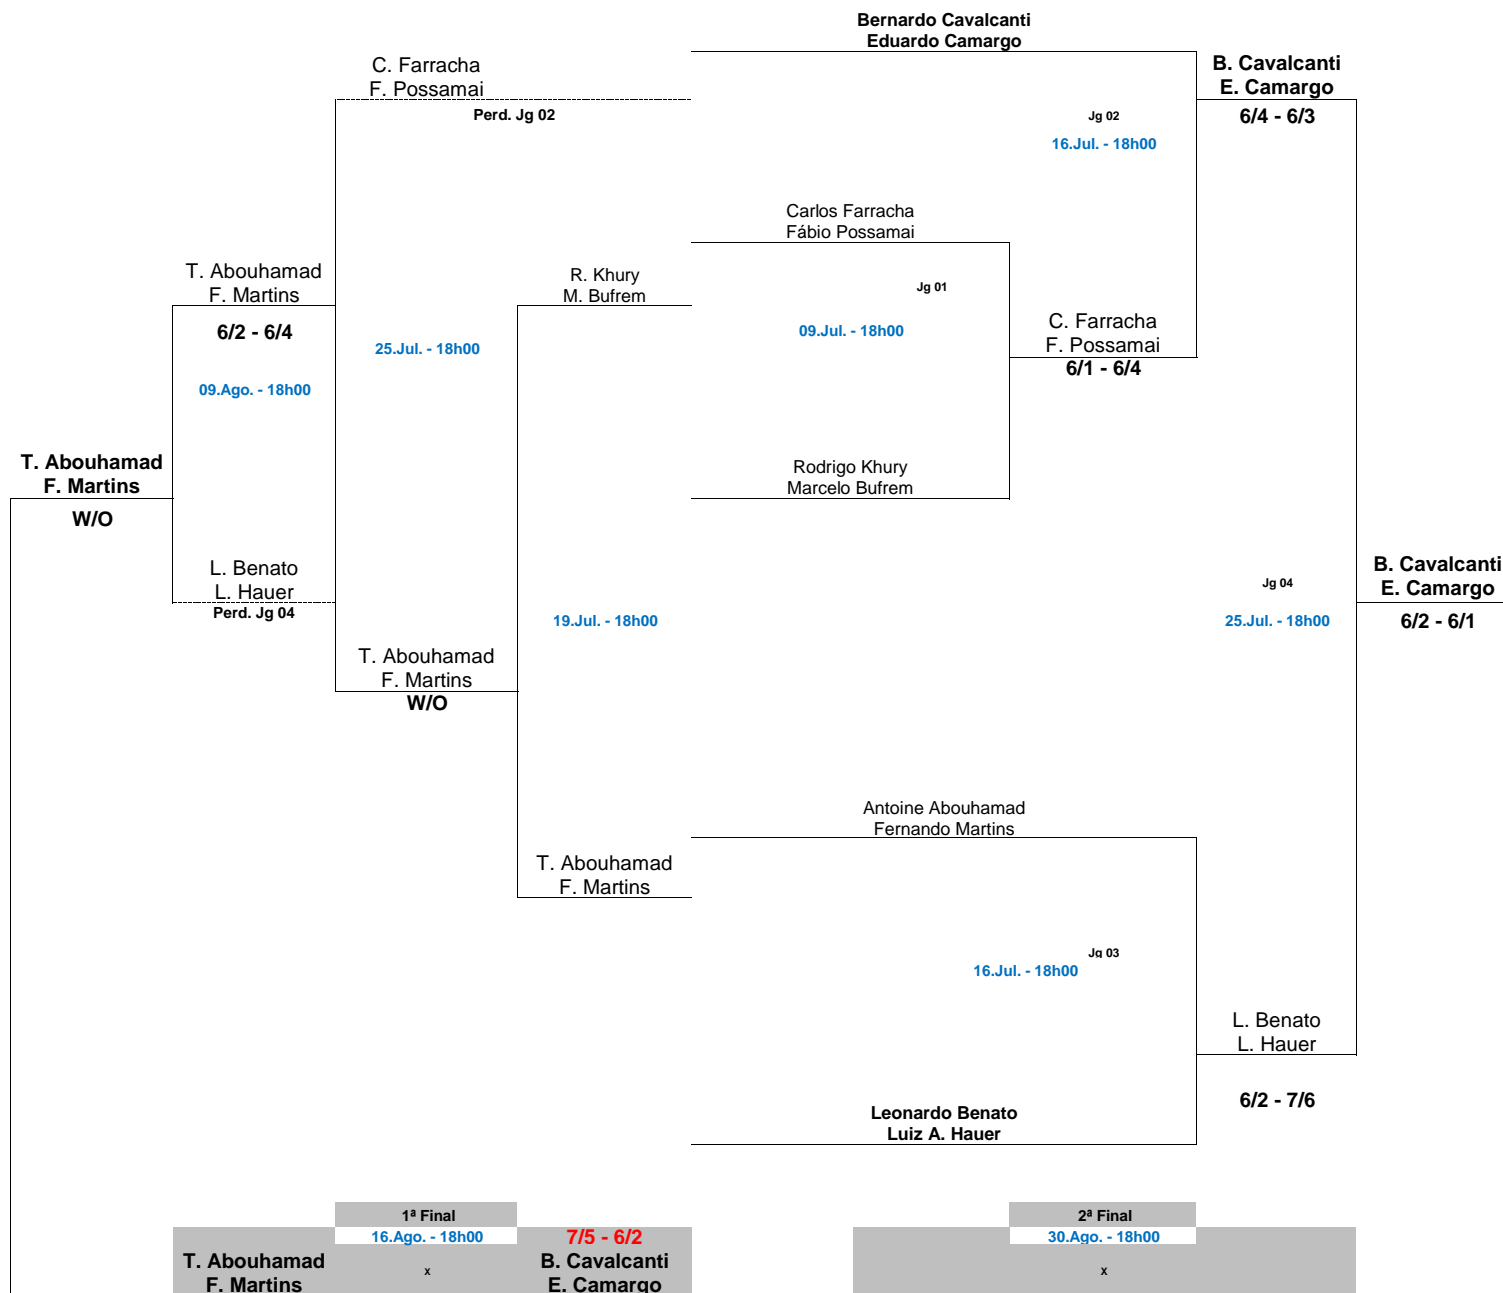 Bernardo Cavalcanti
Eduardo Camargo
C. Farracha
F. Possamai
B. Cavalcanti
E. Camargo
Perd. Jg 02
Jg 02
6/4 - 6/3
16.Jul. - 18h00
Carlos Farracha
Fábio Possamai
T. Abouhamad
F. Martins
R. Khury
M. Bufrem
Jg 01
6/2 - 6/4
25.Jul. - 18h00
09.Jul. - 18h00
C. Farracha
F. Possamai
6/1 - 6/4
09.Ago. - 18h00
T. Abouhamad
F. Martins
W/O
Rodrigo Khury
Marcelo Bufrem
L. Benato
L. Hauer
Perd. Jg 04
19.Jul. - 18h00
Jg 04
25.Jul. - 18h00
B. Cavalcanti
E. Camargo
6/2 - 6/1
T. Abouhamad
F. Martins
W/O
Antoine Abouhamad
Fernando Martins
T. Abouhamad
F. Martins
Jg 03
16.Jul. - 18h00
L. Benato
L. Hauer
6/2 - 7/6
Leonardo Benato
Luiz A. Hauer
1ª Final
16.Ago. - 18h00
7/5 - 6/2
T. Abouhamad
F. Martins
x
B. Cavalcanti
E. Camargo
2ª Final
30.Ago. - 18h00
x